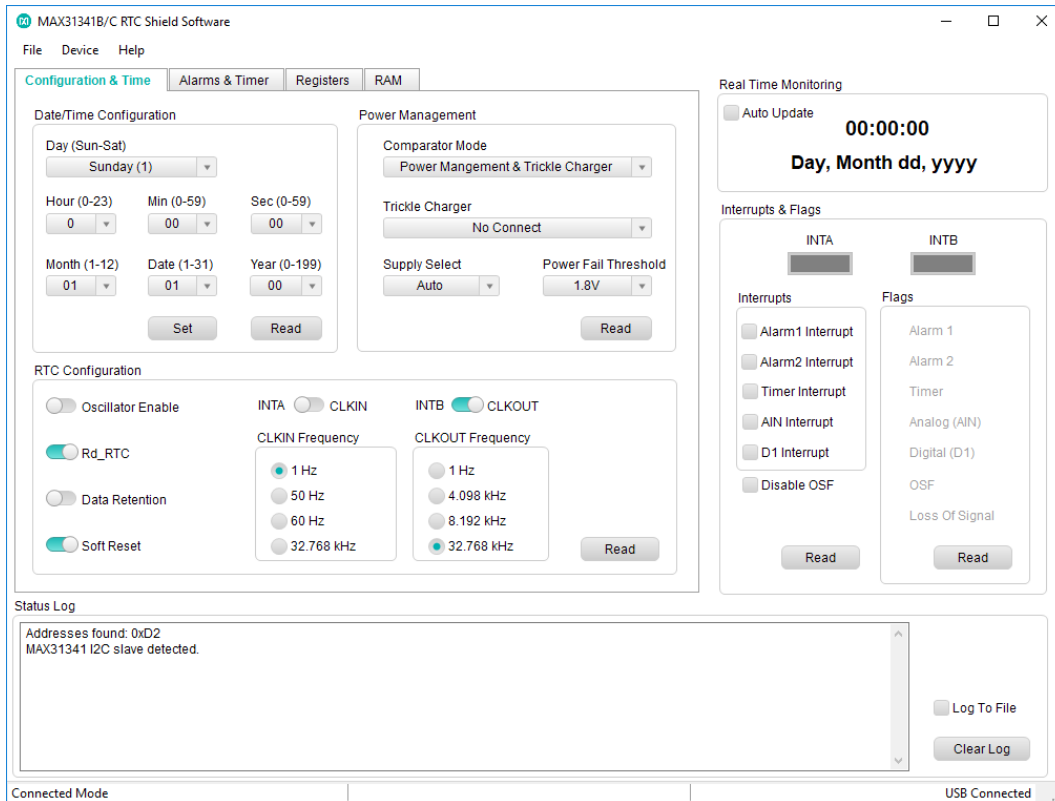 MAX31341B/C RTC Shield Software
File Device Help
Configuration & Time Alarms & Timer Registers RAM
Date/Time Configuration
Day (Sun-Sat)
Sunday (1)
Hour (0-23) Min (0-59) Sec (0-59)
0 00 00
Month (1-12) Date (1-31) Year (0-199)
01 01 00
Set Read
Power Management
Comparator Mode
Power Mangement & Trickle Charger
Trickle Charger
No Connect
Supply Select Power Fail Threshold
Auto 1.8V
Read
RTC Configuration
Oscillator Enable
Rd_RTC
Data Retention
Soft Reset
INTA CLKIN
CLKIN Frequency
1 Hz
50 Hz
60 Hz
32.768 kHz
INTB CLKOUT
CLKOUT Frequency
1 Hz
4.098 kHz
8.192 kHz
32.768 kHz
Read
Real Time Monitoring
Auto Update
00:00:00
Day, Month dd, yyyy
Interrupts & Flags
INTA INTB
Interrupts
Alarm1 Interrupt
Alarm2 Interrupt
Timer Interrupt
AIN Interrupt
D1 Interrupt
Disable OSF
Read
Flags
Alarm 1
Alarm 2
Timer
Analog (AIN)
Digital (D1)
OSF
Loss Of Signal
Read
Status Log
Addresses found: 0xD2
MAX31341 I2C slave detected.
Log To File
Clear Log
Connected Mode USB Connected